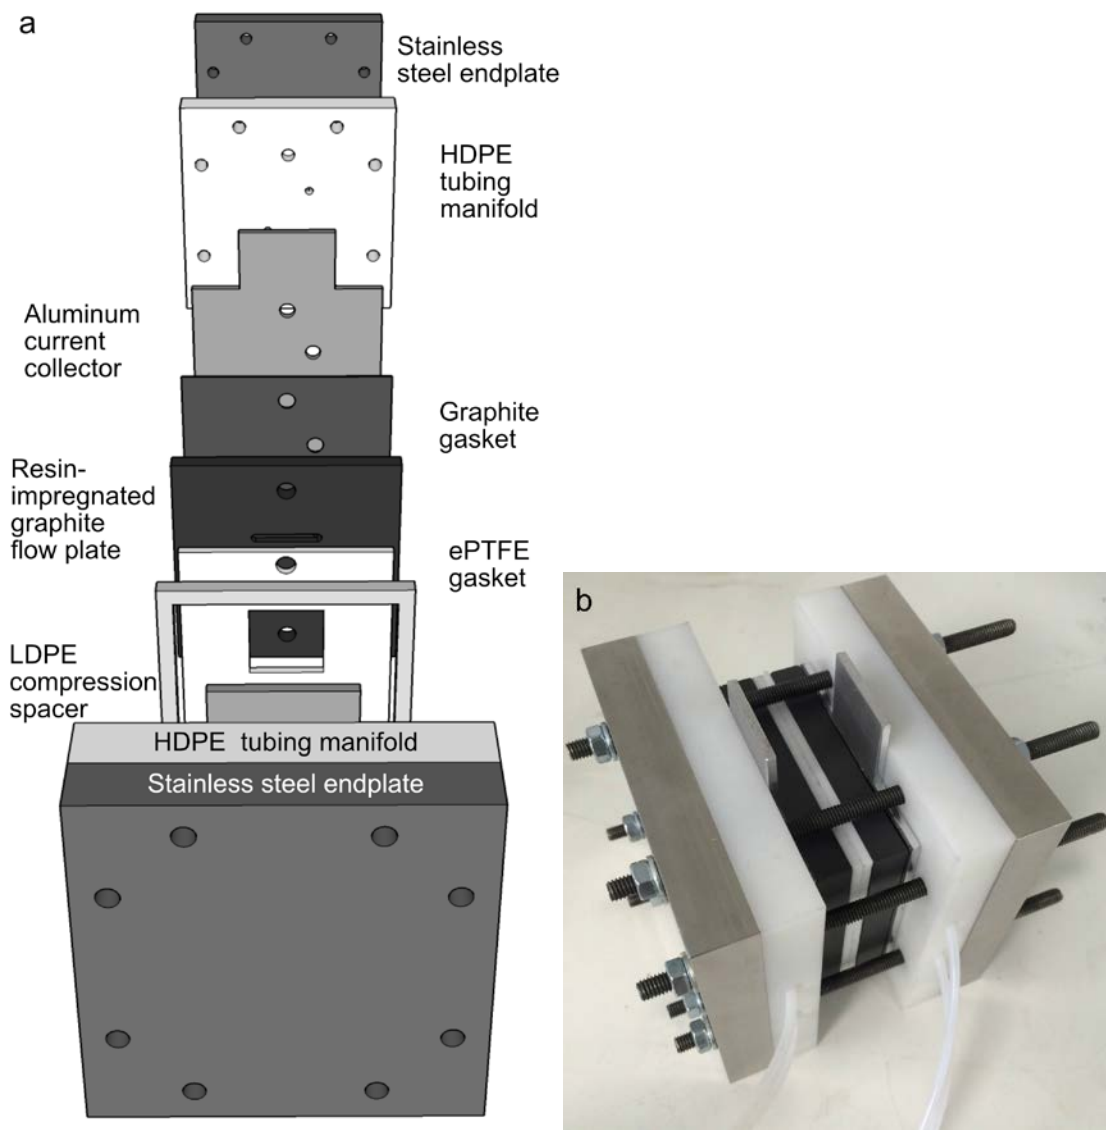 a
Stainless
steel endplate
HDPE
tubing
manifold
Aluminum
current
collector
Graphite
gasket
Resin-
impregnated
graphite
flow plate
ePTFE
gasket
LDPE
compression
spacer
HDPE tubing manifold
Stainless steel endplate
b